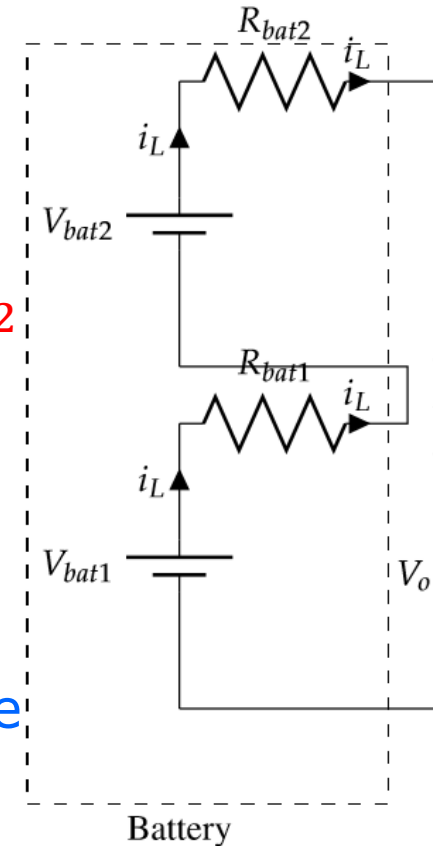 R_bat2
i_L
i_L
V_bat2
2
R_bat1
i_L
i_L
V_bat1
V_o
e
Battery